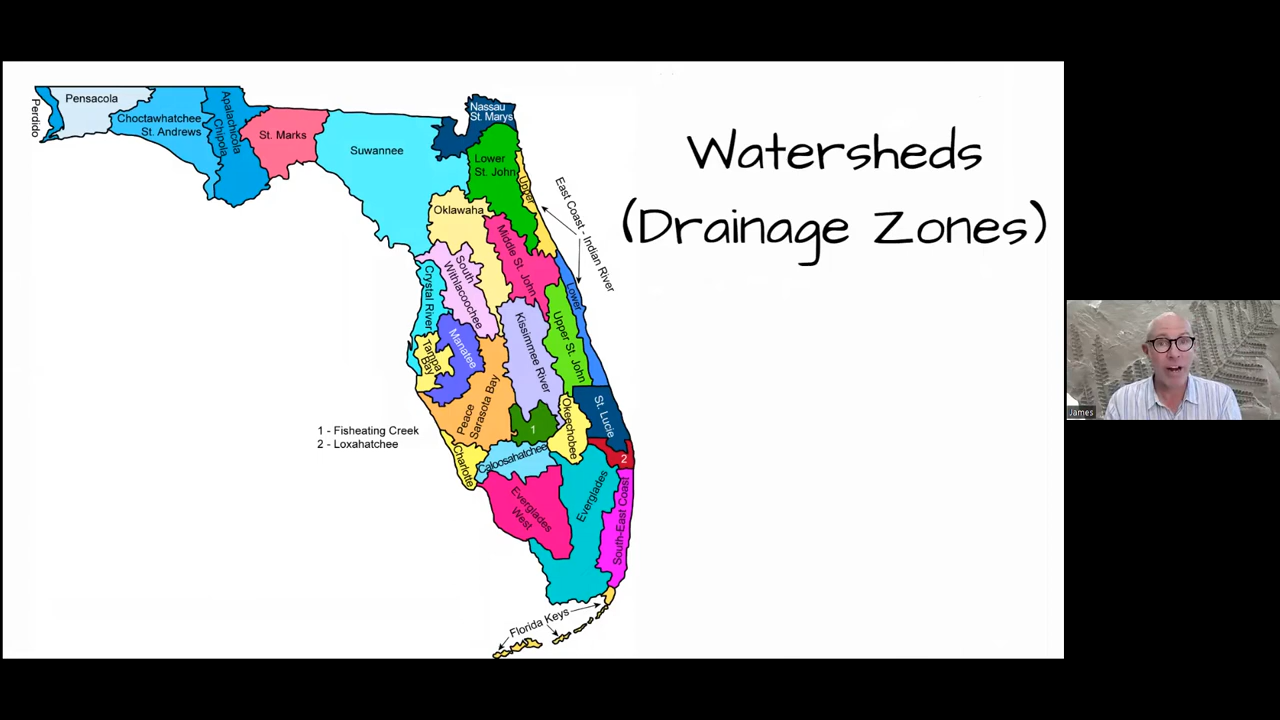 Watersheds
(Drainage Zones)
Perdido
Pensacola
Choctawhatchee
St. Andrews
Apalachicola
Chipola
St. Marks
Suwannee
Nassau
St. Marys
Lower
St. John
Upper
East Coast - Indian River
Oklawaha
Middle St. John
Lower
South
Withlacoochee
Crystal River
Kissimmee River
Upper St. John
Manatee
Tampa
Bay
Peace
Sarasota Bay
1
Okeechobee
St. Lucie
1 - Fisheating Creek
2 - Loxahatchee
Charlotte
Caloosahatchee
2
Everglades
West
Everglades
South-East Coast
Florida Keys
James